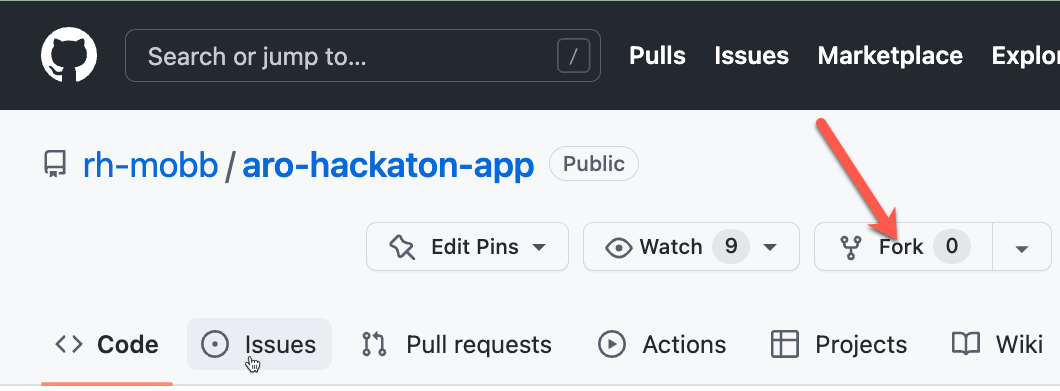 Search or jump to... / Pulls Issues Marketplace Explo
rh-mobb / aro-hackaton-app Public
Edit Pins Watch 9 Fork 0
Code Issues Pull requests Actions Projects Wiki